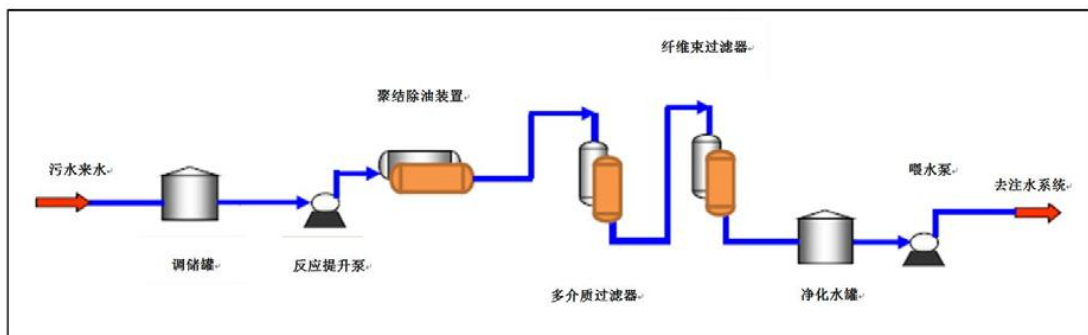 纤维束过滤器
聚结除油装置
污水来水
喂水泵
去注水系统
调储罐
反应提升泵
多介质过滤器
净化水罐